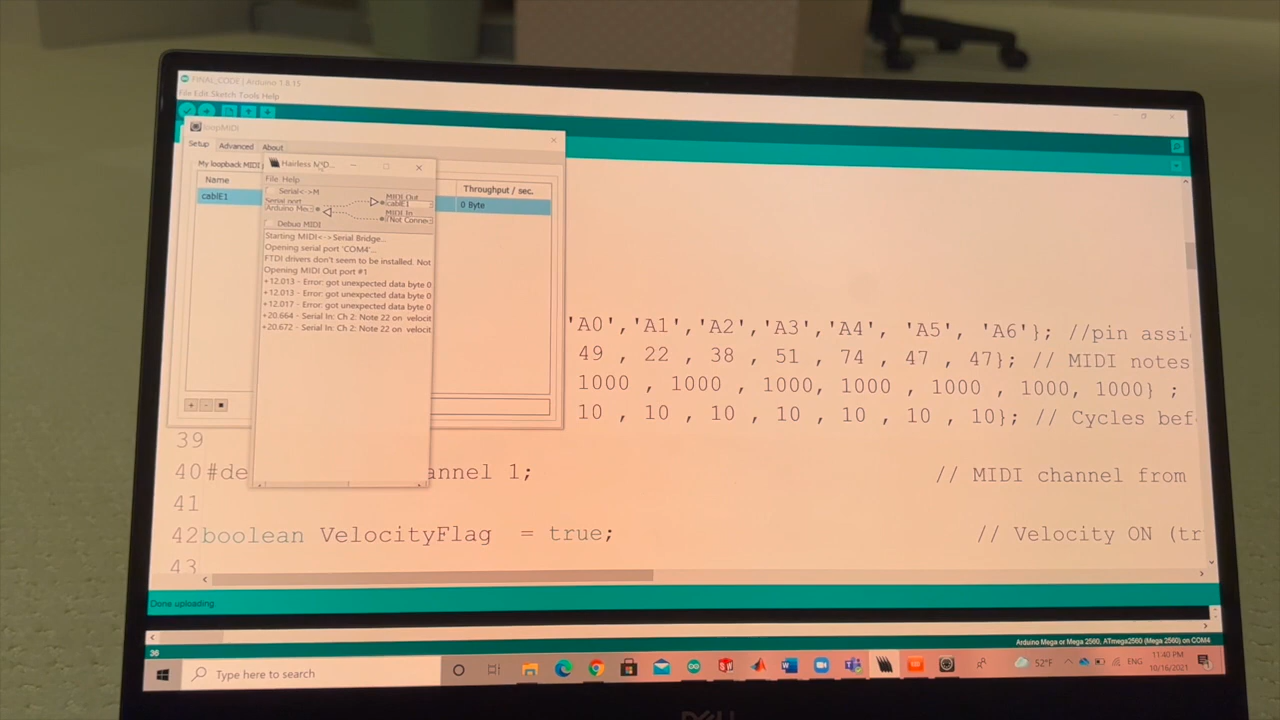 FINAL_CODE | Arduino 1.8.15
File Edit Sketch Tools Help
loopMIDI
Setup Advanced About
My loopback MIDI
Name
Throughput / sec.
cablE1
0 Byte
Hairless MID...
File Help
Serial<->M
Serial port
Arduino Me
MIDI Out
cablE1
MIDI In
(Not Connec
Debug MIDI
Starting MIDI<->Serial Bridge...
Opening serial port 'COM4'...
FTDI drivers don't seem to be installed. Not
Opening MIDI Out port #1
+12.013 - Error: got unexpected data byte 0
+12.013 - Error: got unexpected data byte 0
+12.017 - Error: got unexpected data byte 0
+20.664 - Serial In: Ch 2: Note 22 on velocit
+20.672 - Serial In: Ch 2: Note 22 on velocit
'A0','A1','A2','A3','A4', 'A5', 'A6'}; //pin assi
49 , 22 , 38 , 51 , 74 , 47 , 47}; // MIDI notes
1000 , 1000 , 1000, 1000 , 1000 , 1000, 1000} ;
10 , 10 , 10 , 10 , 10 , 10 , 10}; // Cycles bef
39
40 #de annel 1; // MIDI channel from
41
42 boolean VelocityFlag = true; // Velocity ON (tr
43
Done uploading.
36
Arduino Mega or Mega 2560, ATmega2560 (Mega 2560) on COM4
Type here to search
52°F
ENG
11:40 PM
10/16/2021
DELL